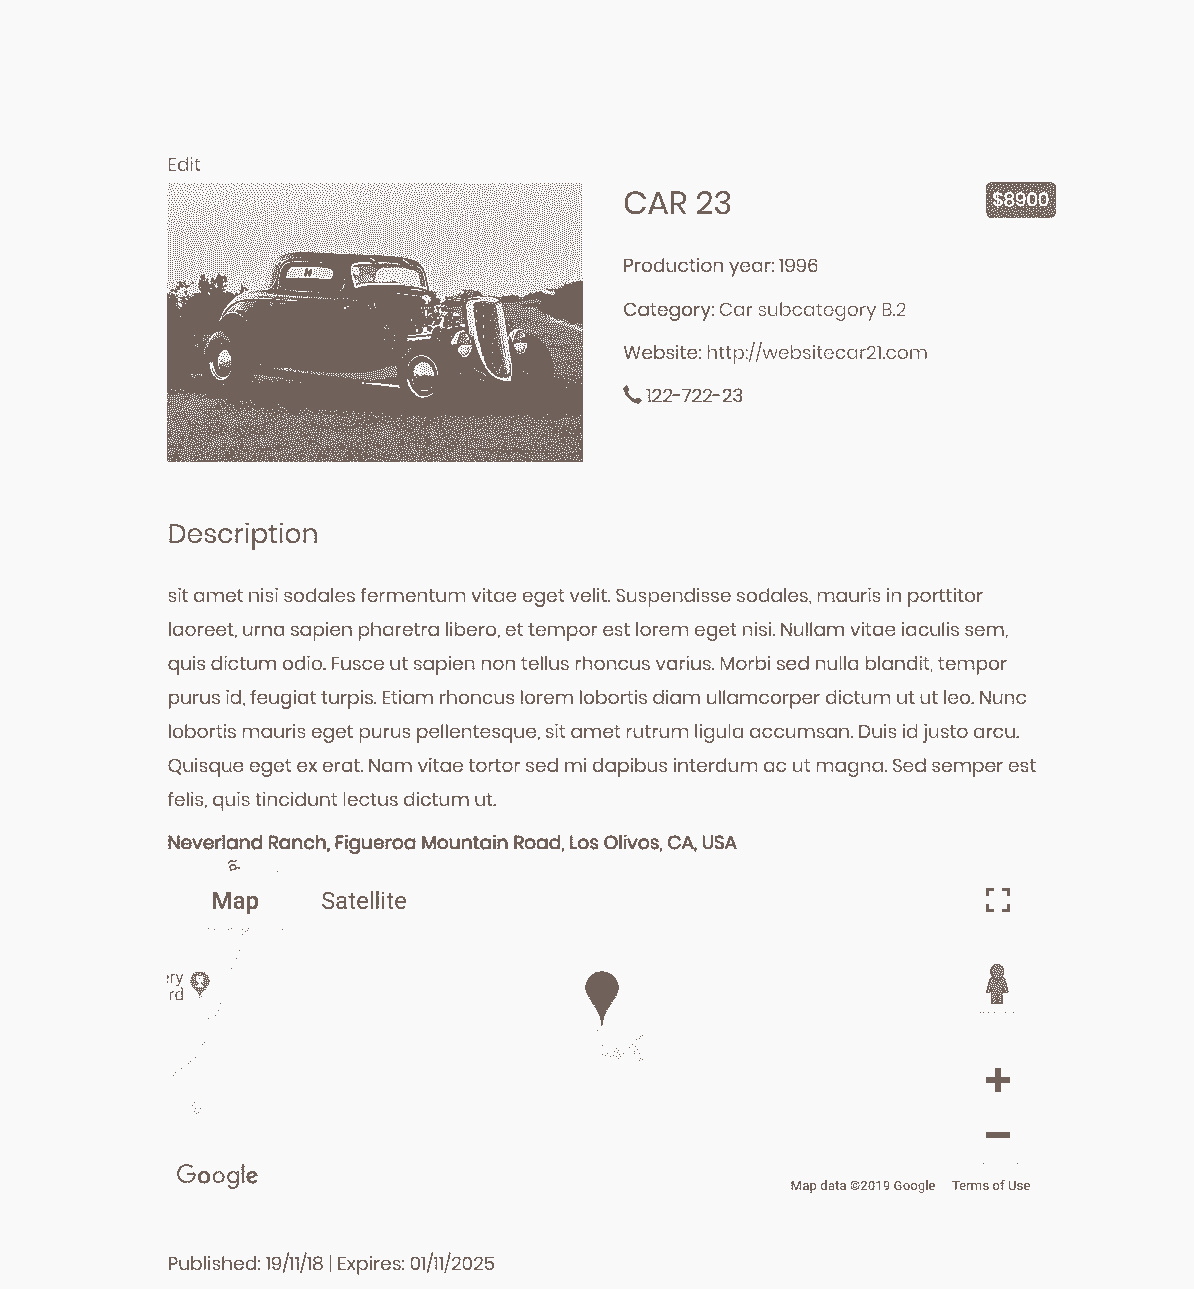 Edit
CAR 23
$8900
Production year: 1996
Category: Car subcategory B.2
Website: http://websitecar21.com
122-722-23
Description
sit amet nisi sodales fermentum vitae eget velit. Suspendisse sodales, mauris in porttitor
laoreet, urna sapien pharetra libero, et tempor est lorem eget nisi. Nullam vitae iaculis sem,
quis dictum odio. Fusce ut sapien non tellus rhoncus varius. Morbi sed nulla blandit, tempor
purus id, feugiat turpis. Etiam rhoncus lorem lobortis diam ullamcorper dictum ut ut leo. Nunc
lobortis mauris eget purus pellentesque, sit amet rutrum ligula accumsan. Duis id justo arcu.
Quisque eget ex erat. Nam vitae tortor sed mi dapibus interdum ac ut magna. Sed semper est
felis, quis tincidunt lectus dictum ut.
Neverland Ranch, Figueroa Mountain Road, Los Olivos, CA, USA
Map Satellite
ry
rd
Google
Map data ©2019 Google Terms of Use
Published: 19/11/18 | Expires: 01/11/2025